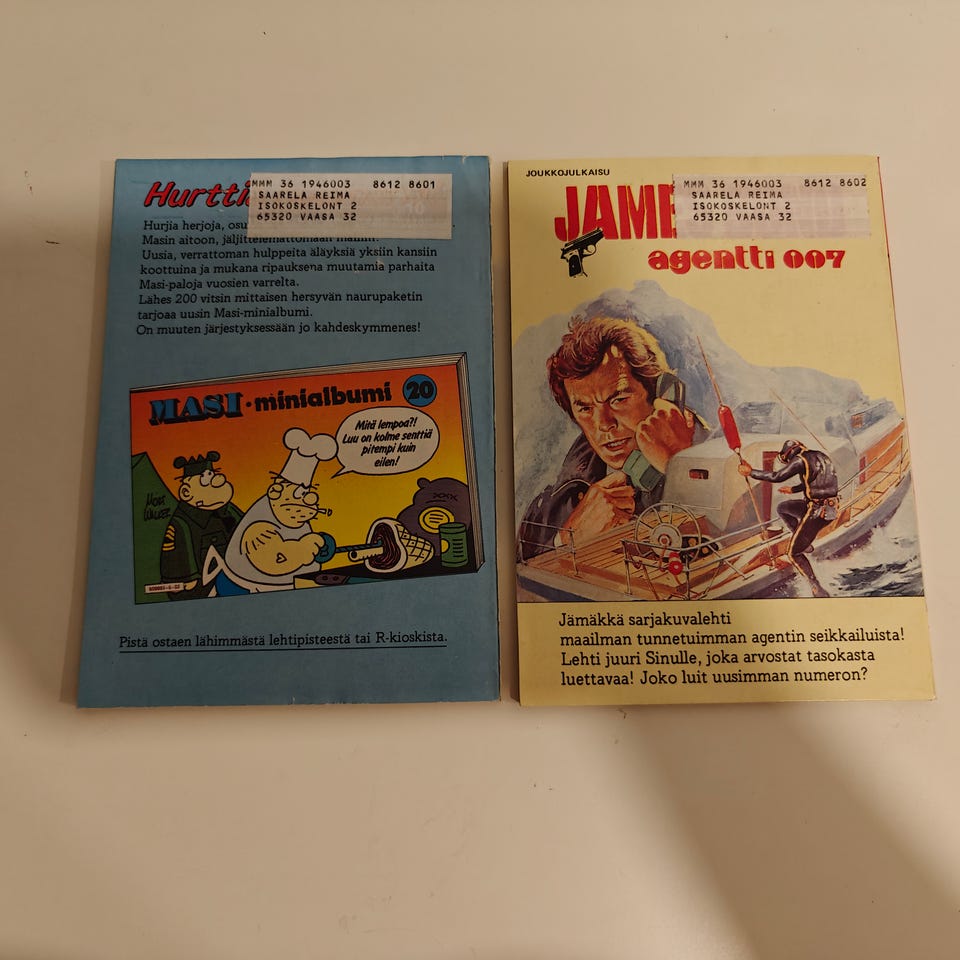 Hurtti
MMM 36 1946003 8612 8601
SAARELA REIMA
ISOKOSKELONT 2
65320 VAASA 32
Hurjia herjoja, osu
Masin aitoon, jäljittelemättömään malliin!
Uusia, verrattoman hulppeita äläyksiä yksiin kansiin
koottuina ja mukana ripauksena muutamia parhaita
Masi-paloja vuosien varrelta.
Lähes 200 vitsin mittaisen hersyvän naurupaketin
tarjoaa uusin Masi-minialbumi.
On muuten järjestyksessään jo kahdeskymmenes!
MASI-minialbumi 20
Mitä lempoa?!
Luu on kolme senttiä
pitempi kuin
eilen!
MORT
WALKER
XXX
Pistä ostaen lähimmästä lehtipisteestä tai R-kioskista.
JOUKKOJULKAISU
MMM 36 1946003 8612 8602
SAARELA REIMA
ISOKOSKELONT 2
65320 VAASA 32
JAME
agentti 007
Jämäkkä sarjakuvalehti
maailman tunnetuimman agentin seikkailuista!
Lehti juuri Sinulle, joka arvostat tasokasta
luettavaa! Joko luit uusimman numeron?